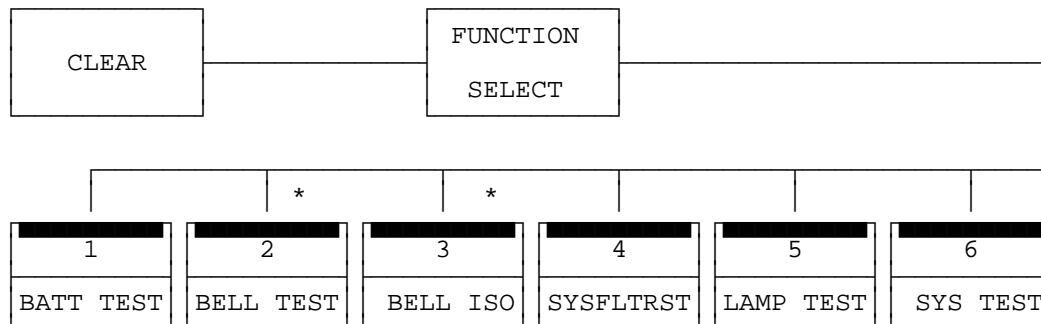 FUNCTION
CLEAR
SELECT
* *
1 2 3 4 5 6
BATT TEST BELL TEST BELL ISO SYSFLTRST LAMP TEST SYS TEST